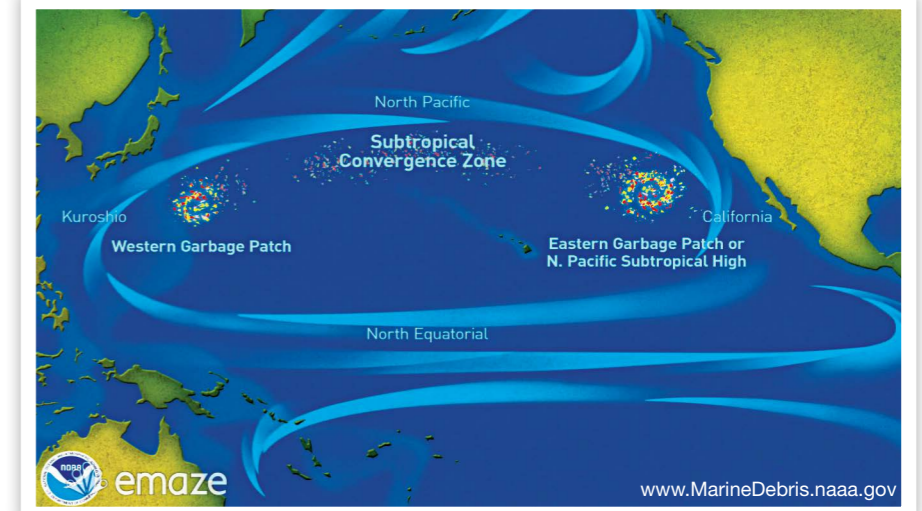 North Pacific
Subtropical
Convergence Zone
Kuroshio
California
Western Garbage Patch
Eastern Garbage Patch or
N. Pacific Subtropical High
North Equatorial
noaa
emaze
www.MarineDebris.naaa.gov